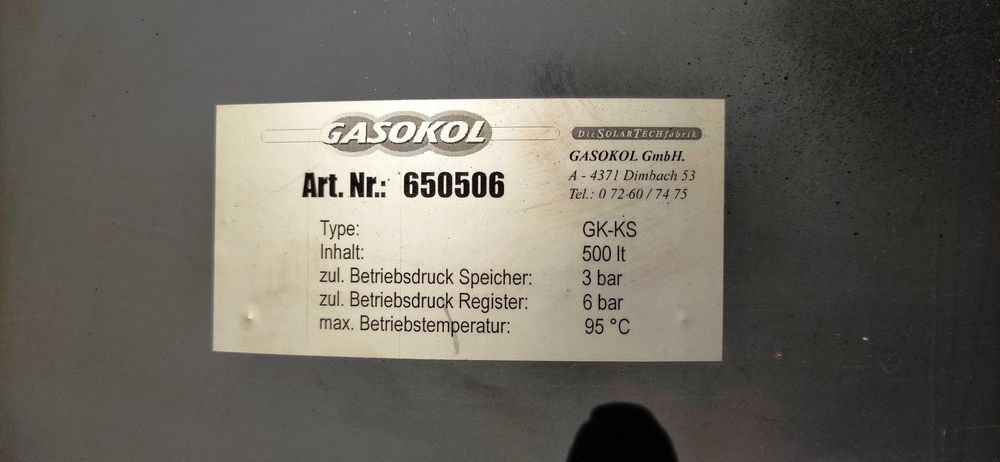 GASOKOL
DieSOLARTECHfabrik
GASOKOL GmbH.
A - 4371 Dimbach 53
Tel.: 0 72-60 / 74 75
Art. Nr.: 650506
Type: GK-KS
Inhalt: 500 lt
zul. Betriebsdruck Speicher: 3 bar
zul. Betriebsdruck Register: 6 bar
max. Betriebstemperatur: 95 °C